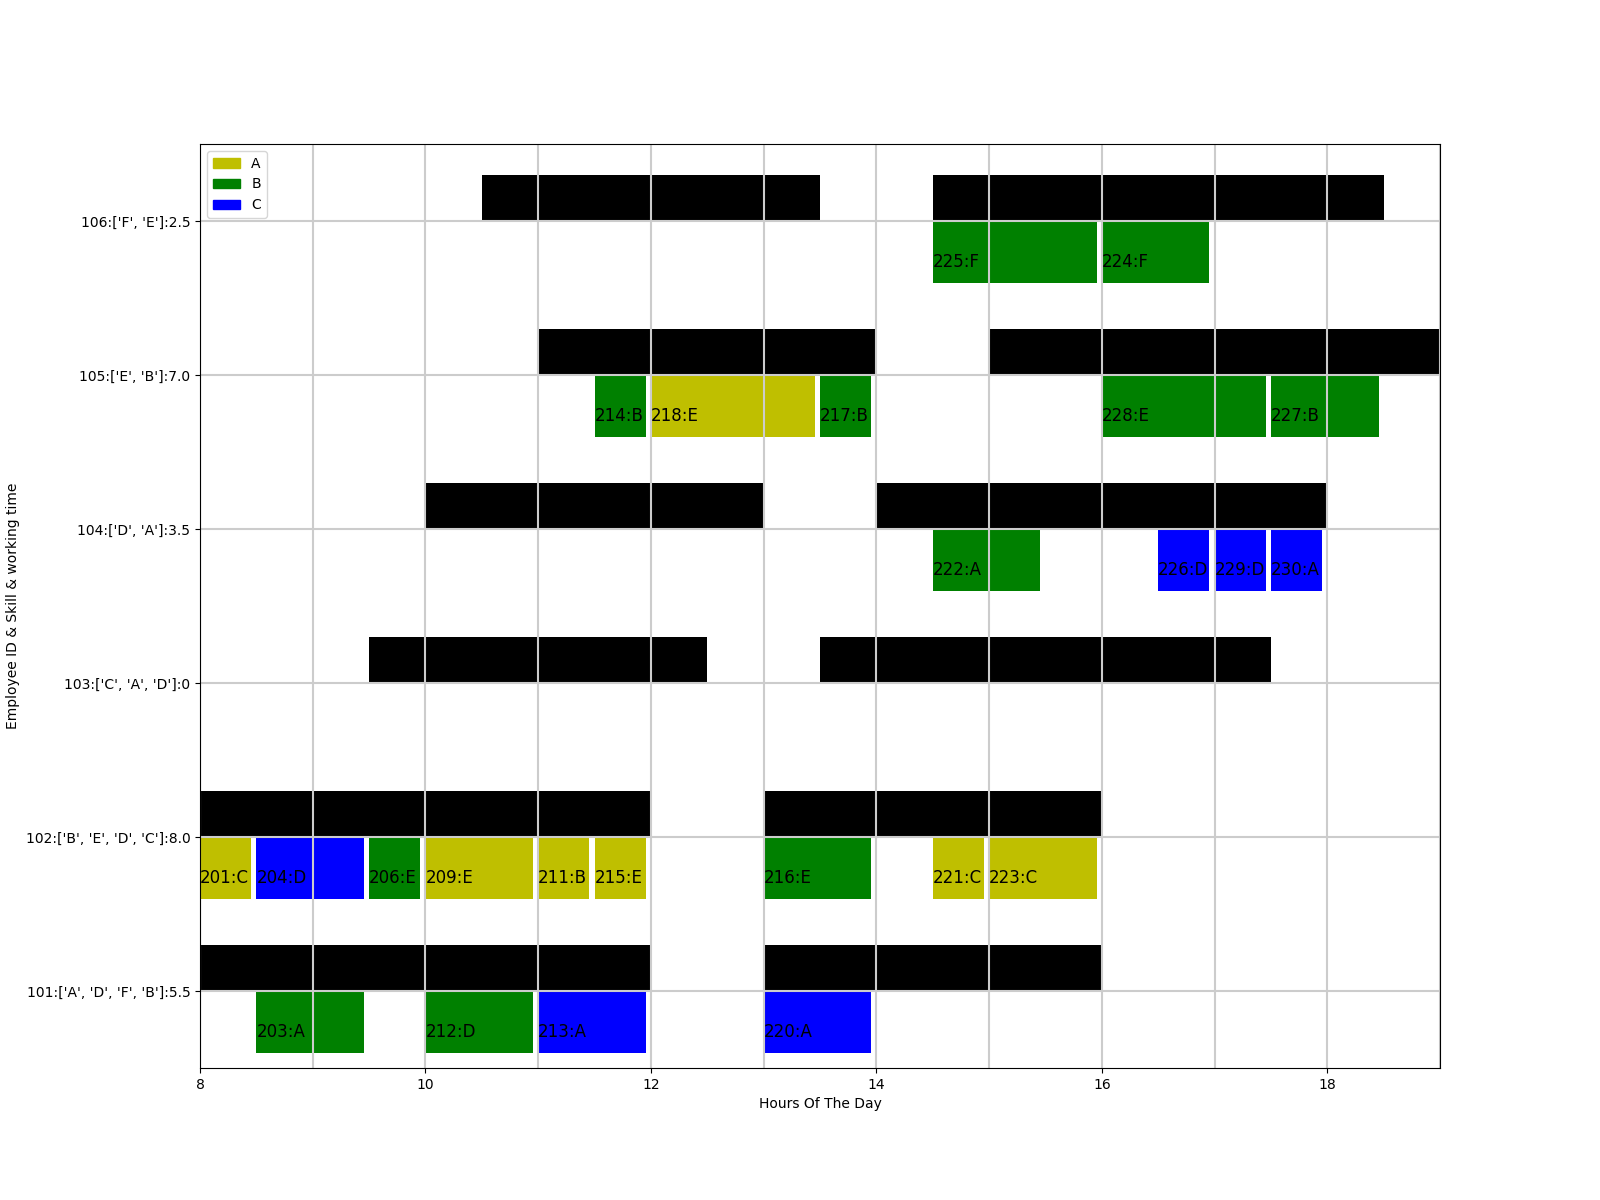 A
B
C
106:['F', 'E']:2.5
225:F 224:F
105:['E', 'B']:7.0
214:B 218:E 217:B 228:E 227:B
104:['D', 'A']:3.5
222:A 226:D 229:D 230:A
103:['C', 'A', 'D']:0
102:['B', 'E', 'D', 'C']:8.0
201:C 204:D 206:E 209:E 211:B 215:E 216:E 221:C 223:C
101:['A', 'D', 'F', 'B']:5.5
203:A 212:D 213:A 220:A
8 10 12 14 16 18
Hours Of The Day
Employee ID & Skill & working time